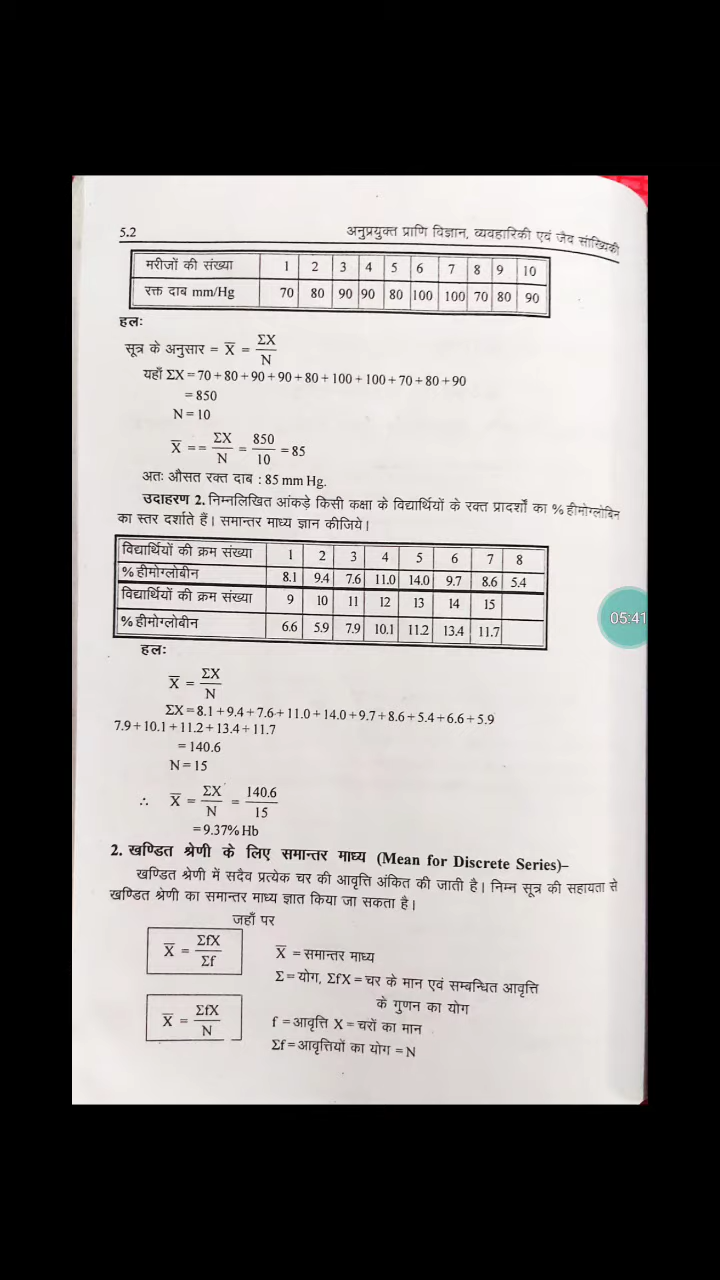 5.2 अनुप्रयुक्त प्राणि विज्ञान, व्यवहारिकी एवं जैव सांख्यिकी
मरीजों की संख्या 1 2 3 4 5 6 7 8 9 10
रक्त दाब mm/Hg 70 80 90 90 80 100 100 70 80 90
हलः
सूत्र के अनुसार = X̄ = ΣX/N
यहाँ ΣX = 70 + 80 + 90 + 90 + 80 + 100 + 100 + 70 + 80 + 90
= 850
N = 10
X̄ = = ΣX/N = 850/10 = 85
अतः औसत रक्त दाब : 85 mm Hg.
उदाहरण 2. निम्नलिखित आंकड़े किसी कक्षा के विद्यार्थियों के रक्त प्रादर्शों का % हीमोग्लोबिन
का स्तर दर्शाते हैं। समान्तर माध्य ज्ञान कीजिये।
विद्यार्थियों की क्रम संख्या 1 2 3 4 5 6 7 8
% हीमोग्लोबीन 8.1 9.4 7.6 11.0 14.0 9.7 8.6 5.4
विद्यार्थियों की क्रम संख्या 9 10 11 12 13 14 15
% हीमोग्लोबीन 6.6 5.9 7.9 10.1 11.2 13.4 11.7
05:41
हलः
X̄ = ΣX/N
ΣX = 8.1 + 9.4 + 7.6 + 11.0 + 14.0 + 9.7 + 8.6 + 5.4 + 6.6 + 5.9
7.9 + 10.1 + 11.2 + 13.4 + 11.7
= 140.6
N = 15
∴ X̄ = ΣX/N = 140.6/15
= 9.37% Hb
2. खण्डित श्रेणी के लिए समान्तर माध्य (Mean for Discrete Series)–
खण्डित श्रेणी में सदैव प्रत्येक चर की आवृत्ति अंकित की जाती है। निम्न सूत्र की सहायता से
खण्डित श्रेणी का समान्तर माध्य ज्ञात किया जा सकता है।
जहाँ पर
X̄ = ΣfX/Σf
X̄ = समान्तर माध्य
Σ = योग, ΣfX = चर के मान एवं सम्बन्धित आवृत्ति
के गुणन का योग
X̄ = ΣfX/N
f = आवृत्ति X = चरों का मान
Σf = आवृत्तियों का योग = N